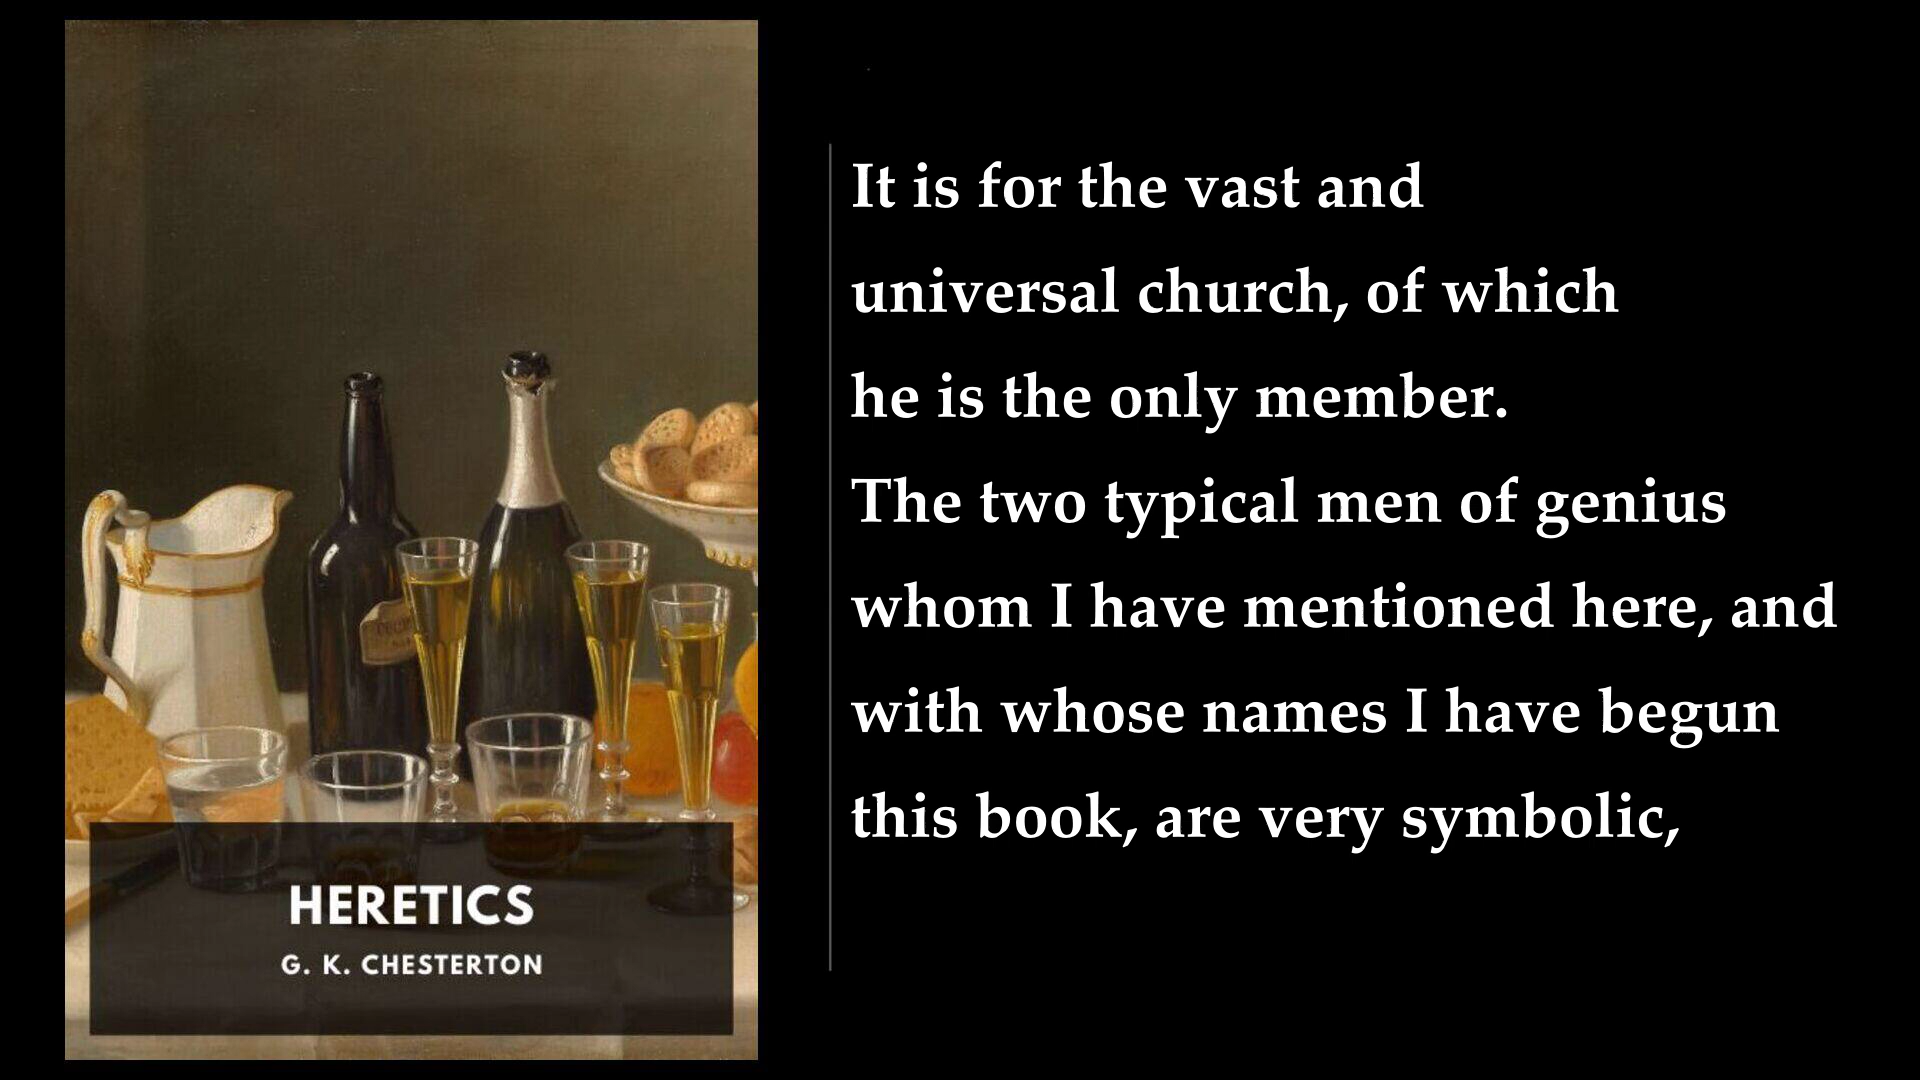 It is for the vast and
universal church, of which
he is the only member.
The two typical men of genius
whom I have mentioned here, and
with whose names I have begun
this book, are very symbolic,
HERETICS
G. K. CHESTERTON